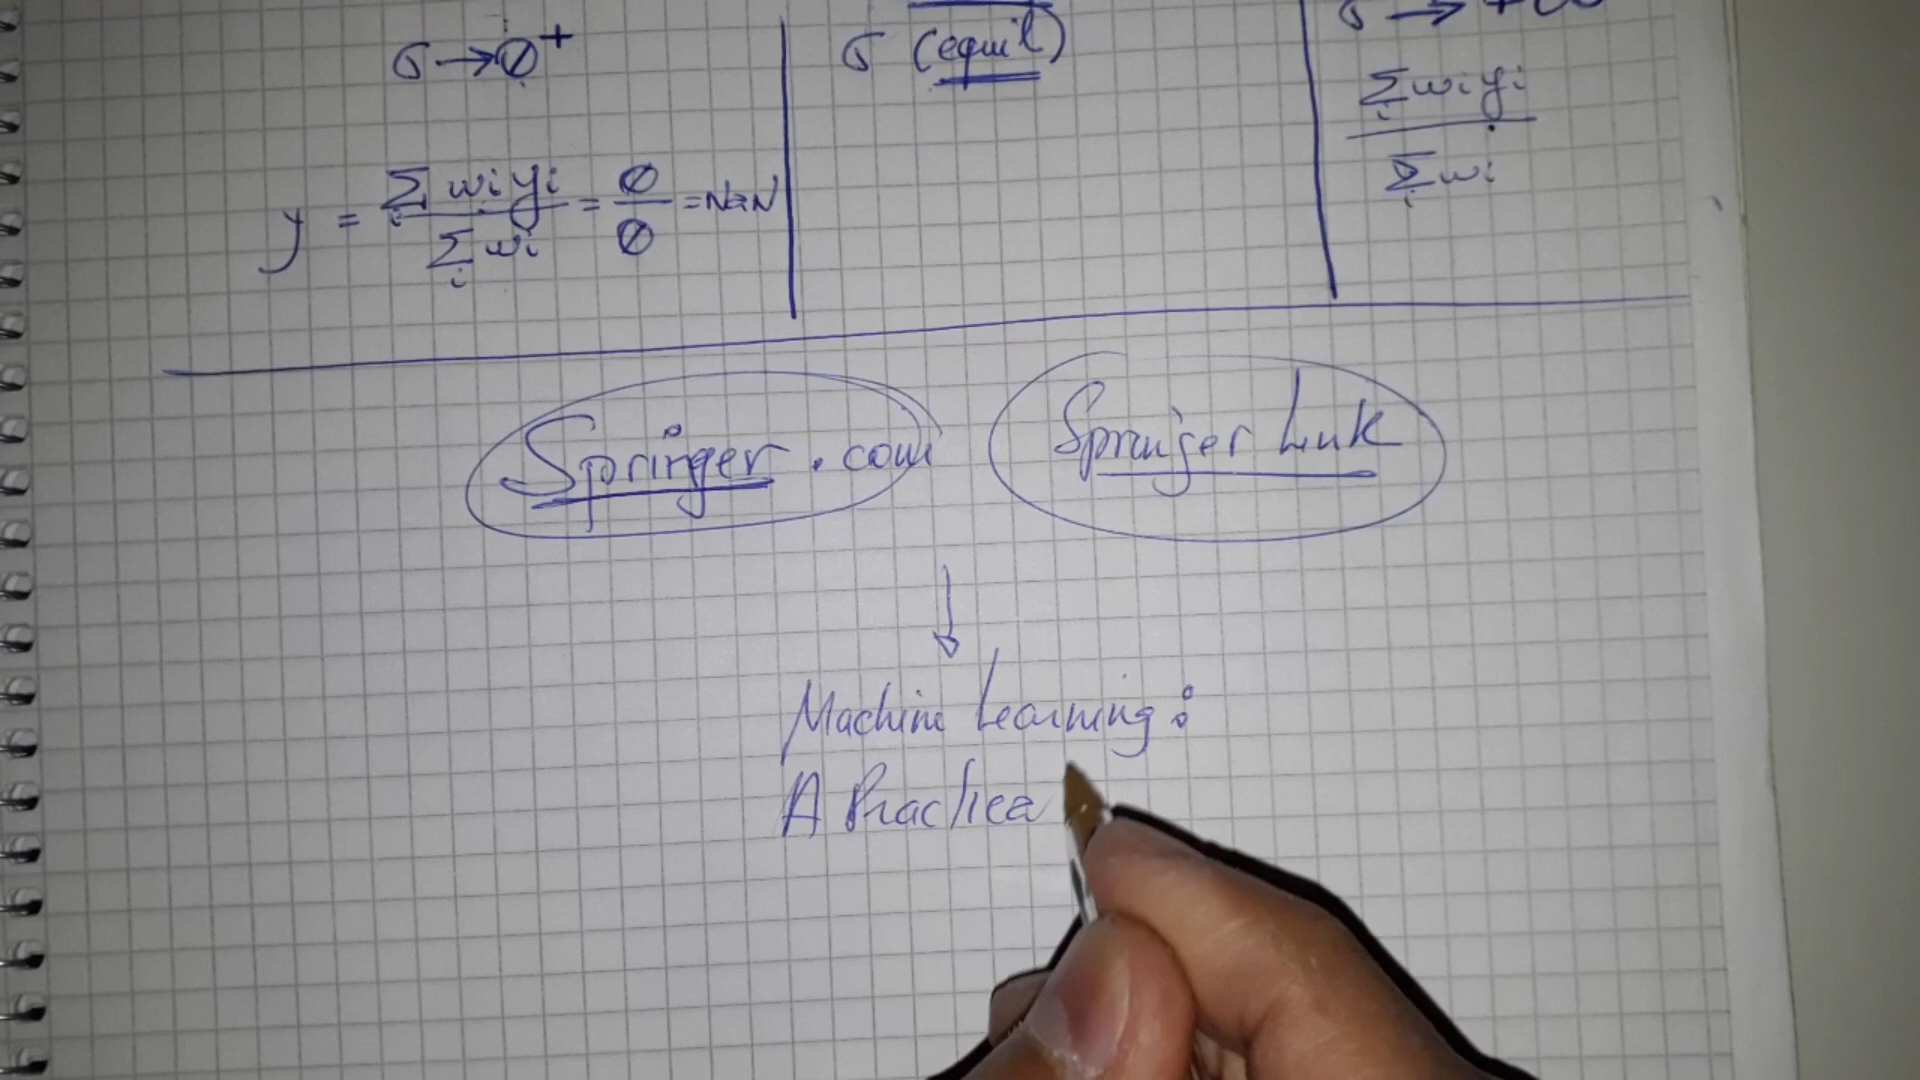 σ → 0⁺
σ (equil)
σ → +∞
y = Σᵢ wᵢyᵢ / Σᵢ wᵢ = 0/0 = NaN
Σᵢ wᵢyᵢ / Σᵢ wᵢ
Springer.com
Springer Link
↓
Machine Learning:
A Practica